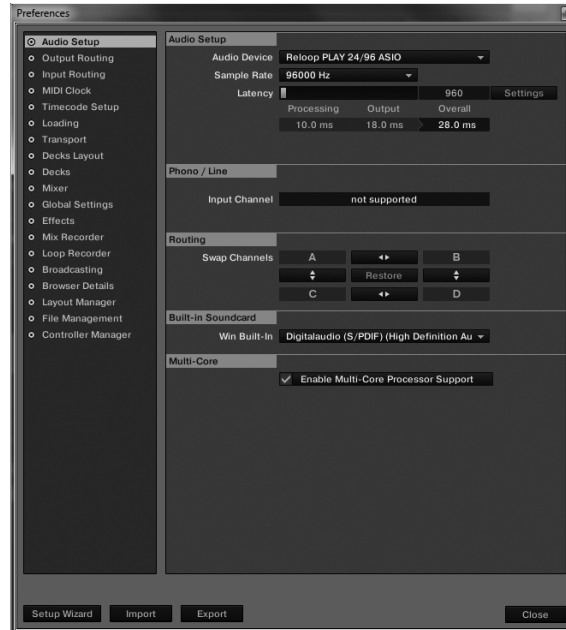 Preferences
Audio Setup
Output Routing
Input Routing
MIDI Clock
Timecode Setup
Loading
Transport
Decks Layout
Decks
Mixer
Global Settings
Effects
Mix Recorder
Loop Recorder
Broadcasting
Browser Details
Layout Manager
File Management
Controller Manager
Audio Setup
Audio Device Reloop PLAY 24/96 ASIO
Sample Rate 96000 Hz
Latency 960 Settings
Processing Output Overall
10.0 ms 18.0 ms 28.0 ms
Phono / Line
Input Channel not supported
Routing
Swap Channels A B
Restore
C D
Built-in Soundcard
Win Built-In Digitalaudio (S/PDIF) (High Definition Au
Multi-Core
Enable Multi-Core Processor Support
Setup Wizard Import Export Close